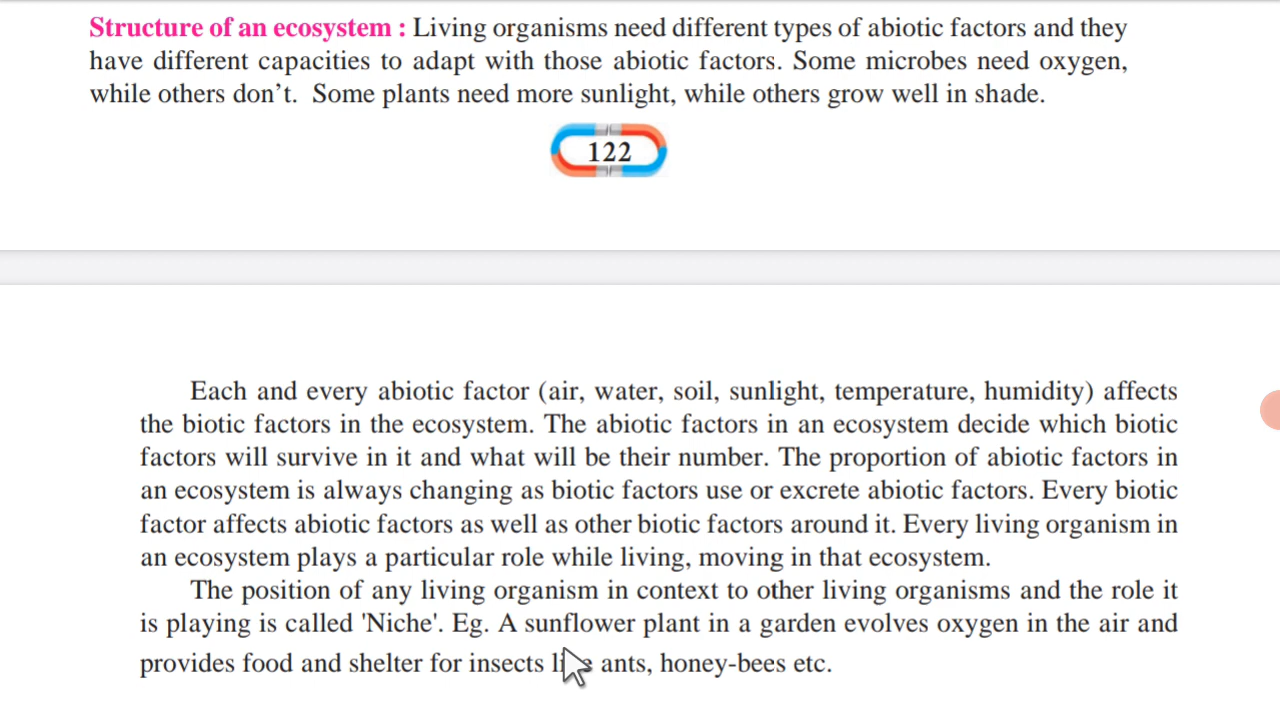 Structure of an ecosystem : Living organisms need different types of abiotic factors and they
have different capacities to adapt with those abiotic factors. Some microbes need oxygen,
while others don’t. Some plants need more sunlight, while others grow well in shade.
122
Each and every abiotic factor (air, water, soil, sunlight, temperature, humidity) affects
the biotic factors in the ecosystem. The abiotic factors in an ecosystem decide which biotic
factors will survive in it and what will be their number. The proportion of abiotic factors in
an ecosystem is always changing as biotic factors use or excrete abiotic factors. Every biotic
factor affects abiotic factors as well as other biotic factors around it. Every living organism in
an ecosystem plays a particular role while living, moving in that ecosystem.
The position of any living organism in context to other living organisms and the role it
is playing is called 'Niche'. Eg. A sunflower plant in a garden evolves oxygen in the air and
provides food and shelter for insects like ants, honey-bees etc.